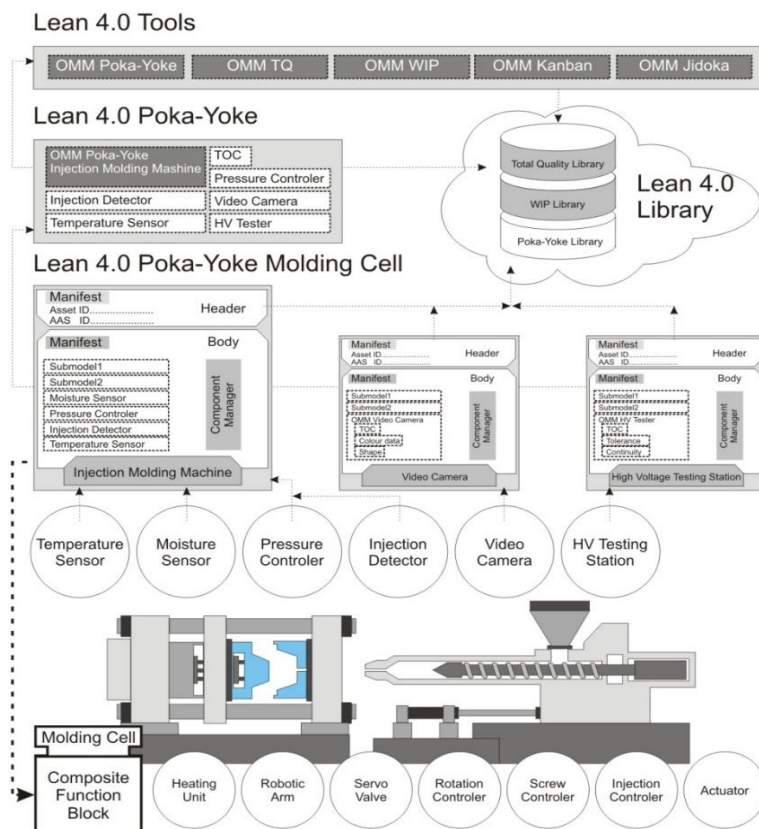 Lean 4.0 Tools
OMM Poka-Yoke
OMM TQ
OMM WIP
OMM Kanban
OMM Jidoka
Lean 4.0 Poka-Yoke
OMM Poka-Yoke
Injection Molding Machine
TOC
Pressure Controler
Injection Detector
Video Camera
Temperature Sensor
HV Tester
Total Quality Library
WIP Library
Poka-Yoke Library
Lean 4.0
Library
Lean 4.0 Poka-Yoke Molding Cell
Manifest
Asset ID......................
AAS   ID......................
Header
Manifest
Body
Submodel1
Submodel2
Moisture Sensor
Pressure Controler
Injection Detector
Temperature Sensor
Component
Manager
Injection Molding Machine
Manifest
Asset ID..................
AAS   ID..................
Header
Manifest
Body
Submodel1
Submodel2
OMM Video Camera
TOC
Colour data
Shape
Component
Manager
Video Camera
Manifest
Asset ID..................
AAS   ID..................
Header
Manifest
Body
Submodel1
Submodel2
OMM HV Tester
TOC
Tolerance
Continuity
Component
Manager
High Voltage Testing Station
Temperature
Sensor
Moisture
Sensor
Pressure
Controler
Injection
Detector
Video
Camera
HV Testing
Station
Molding Cell
Composite
Function
Block
Heating
Unit
Robotic
Arm
Servo
Valve
Rotation
Controler
Screw
Controler
Injection
Controler
Actuator